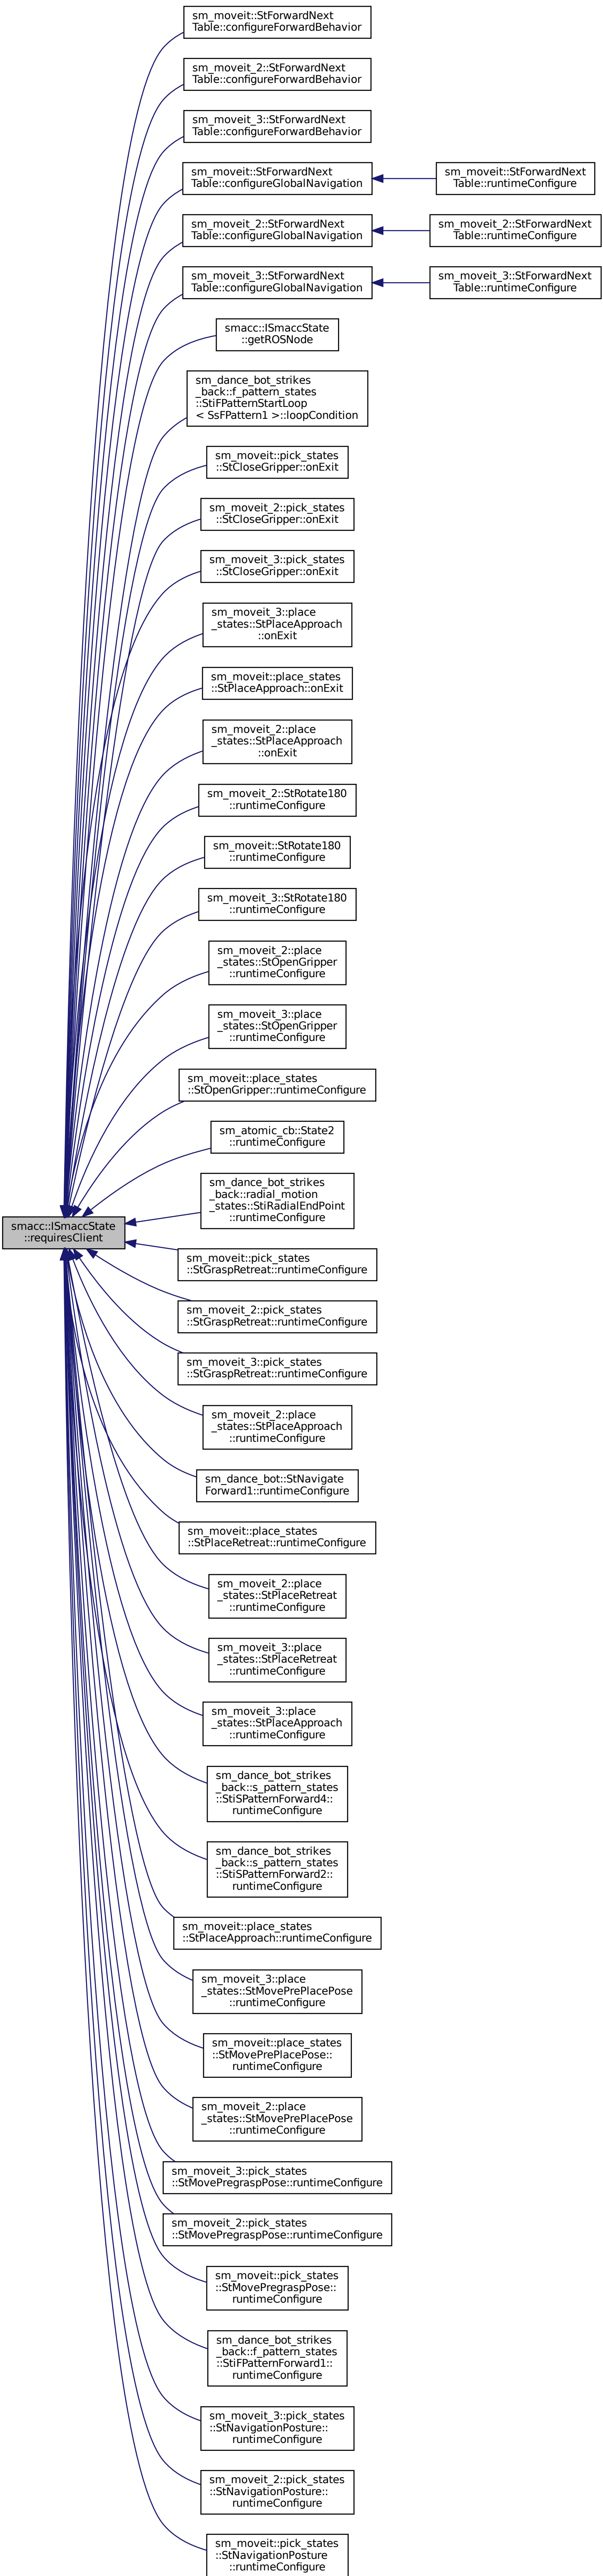 sm_moveit::StForwardNext
Table::configureForwardBehavior
sm_moveit_2::StForwardNext
Table::configureForwardBehavior
sm_moveit_3::StForwardNext
Table::configureForwardBehavior
sm_moveit::StForwardNext
Table::configureGlobalNavigation
sm_moveit::StForwardNext
Table::runtimeConfigure
sm_moveit_2::StForwardNext
Table::configureGlobalNavigation
sm_moveit_2::StForwardNext
Table::runtimeConfigure
sm_moveit_3::StForwardNext
Table::configureGlobalNavigation
sm_moveit_3::StForwardNext
Table::runtimeConfigure
smacc::ISmaccState
::getROSNode
sm_dance_bot_strikes
_back::f_pattern_states
::StiFPatternStartLoop
< SsFPattern1 >::loopCondition
sm_moveit::pick_states
::StCloseGripper::onExit
sm_moveit_2::pick_states
::StCloseGripper::onExit
sm_moveit_3::pick_states
::StCloseGripper::onExit
sm_moveit_3::place
_states::StPlaceApproach
::onExit
sm_moveit::place_states
::StPlaceApproach::onExit
sm_moveit_2::place
_states::StPlaceApproach
::onExit
sm_moveit_2::StRotate180
::runtimeConfigure
sm_moveit::StRotate180
::runtimeConfigure
sm_moveit_3::StRotate180
::runtimeConfigure
sm_moveit_2::place
_states::StOpenGripper
::runtimeConfigure
sm_moveit_3::place
_states::StOpenGripper
::runtimeConfigure
sm_moveit::place_states
::StOpenGripper::runtimeConfigure
sm_atomic_cb::State2
::runtimeConfigure
sm_dance_bot_strikes
_back::radial_motion
_states::StiRadialEndPoint
::runtimeConfigure
smacc::ISmaccState
::requiresClient
sm_moveit::pick_states
::StGraspRetreat::runtimeConfigure
sm_moveit_2::pick_states
::StGraspRetreat::runtimeConfigure
sm_moveit_3::pick_states
::StGraspRetreat::runtimeConfigure
sm_moveit_2::place
_states::StPlaceApproach
::runtimeConfigure
sm_dance_bot::StNavigate
Forward1::runtimeConfigure
sm_moveit::place_states
::StPlaceRetreat::runtimeConfigure
sm_moveit_2::place
_states::StPlaceRetreat
::runtimeConfigure
sm_moveit_3::place
_states::StPlaceRetreat
::runtimeConfigure
sm_moveit_3::place
_states::StPlaceApproach
::runtimeConfigure
sm_dance_bot_strikes
_back::s_pattern_states
::StiSPatternForward4::
runtimeConfigure
sm_dance_bot_strikes
_back::s_pattern_states
::StiSPatternForward2::
runtimeConfigure
sm_moveit::place_states
::StPlaceApproach::runtimeConfigure
sm_moveit_3::place
_states::StMovePrePlacePose
::runtimeConfigure
sm_moveit::place_states
::StMovePrePlacePose::
runtimeConfigure
sm_moveit_2::place
_states::StMovePrePlacePose
::runtimeConfigure
sm_moveit_3::pick_states
::StMovePregraspPose::runtimeConfigure
sm_moveit_2::pick_states
::StMovePregraspPose::runtimeConfigure
sm_moveit::pick_states
::StMovePregraspPose::
runtimeConfigure
sm_dance_bot_strikes
_back::f_pattern_states
::StiFPatternForward1::
runtimeConfigure
sm_moveit_3::pick_states
::StNavigationPosture::
runtimeConfigure
sm_moveit_2::pick_states
::StNavigationPosture::
runtimeConfigure
sm_moveit::pick_states
::StNavigationPosture
::runtimeConfigure